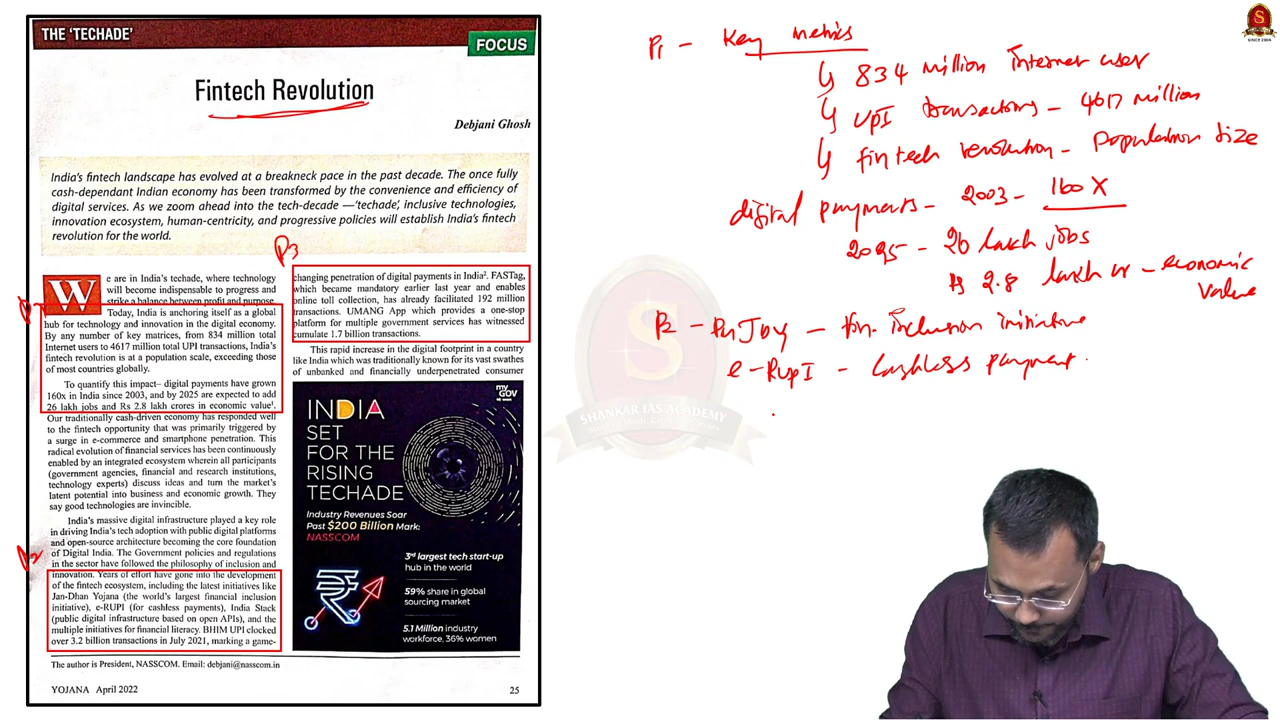 THE 'TECHADE'
FOCUS
Fintech Revolution
Debjani Ghosh
India's fintech landscape has evolved at a breakneck pace in the past decade. The once fully
cash-dependent Indian economy has been transformed by the convenience and efficiency of
digital services. As we zoom ahead into the tech-decade —'techade', inclusive technologies,
innovation ecosystem, human-centricity, and progressive policies will establish India's fintech
revolution for the world.
We are in India's techade, where technology
will become indispensable to progress and
strike a balance between profit and purpose.
Today, India is anchoring itself as a global
hub for technology and innovation in the digital economy.
By any number of key matrices, from 834 million total
Internet users to 4617 million total UPI transactions, India's
fintech revolution is at a population scale, exceeding those
of most countries globally.
To quantify this impact– digital payments have grown
160x in India since 2003, and by 2025 are expected to add
26 lakh jobs and Rs 2.8 lakh crores in economic value¹.
Our traditionally cash-driven economy has responded well
to the fintech opportunity that was primarily triggered by
a surge in e-commerce and smartphone penetration. This
radical evolution of financial services has been continuously
enabled by an integrated ecosystem wherein all participants
(government agencies, financial and research institutions,
technology experts) discuss ideas and turn the market's
latent potential into business and economic growth. They
say good technologies are invincible.
India's massive digital infrastructure played a key role
in driving India's tech adoption with public digital platforms
and open-source architecture becoming the core foundation
of Digital India. The Government policies and regulations
in the sector have followed the philosophy of inclusion and
innovation. Years of effort have gone into the development
of the fintech ecosystem, including the latest initiatives like
Jan-Dhan Yojana (the world's largest financial inclusion
initiative), e-RUPI (for cashless payments), India Stack
(public digital infrastructure based on open APIs), and the
multiple initiatives for financial literacy. BHIM UPI clocked
over 3.2 billion transactions in July 2021, marking a game-
P3
changing penetration of digital payments in India². FASTag,
which became mandatory earlier last year and enables
online toll collection, has already facilitated 192 million
transactions. UMANG App which provides a one-stop
platform for multiple government services has witnessed
cumulate 1.7 billion transactions.
This rapid increase in the digital footprint in a country
like India which was traditionally known for its vast swathes
of unbanked and financially underpenetrated consumer
my
GOV
INDIA
SET
FOR THE
RISING
TECHADE
Industry Revenues Soar
Past $200 Billion Mark:
NASSCOM
3rd largest tech start-up
hub in the world
59% share in global
sourcing market
5.1 Million industry
workforce, 36% women
The author is President, NASSCOM. Email: debjani@nasscom.in
YOJANA April 2022
25
P1 - Key metrics
834 million internet user
UPI transactions - 4617 million
fintech revolution - population size
digital payments - 2003 - 160 X
2025 - 26 lakh jobs
Rs 2.8 lakh cr - economic
value
P2 - PMJDY - fin. inclusion initiative
e-RUPI - cashless payment.
SHANKAR IAS ACADEMY
S
SINCE 2004